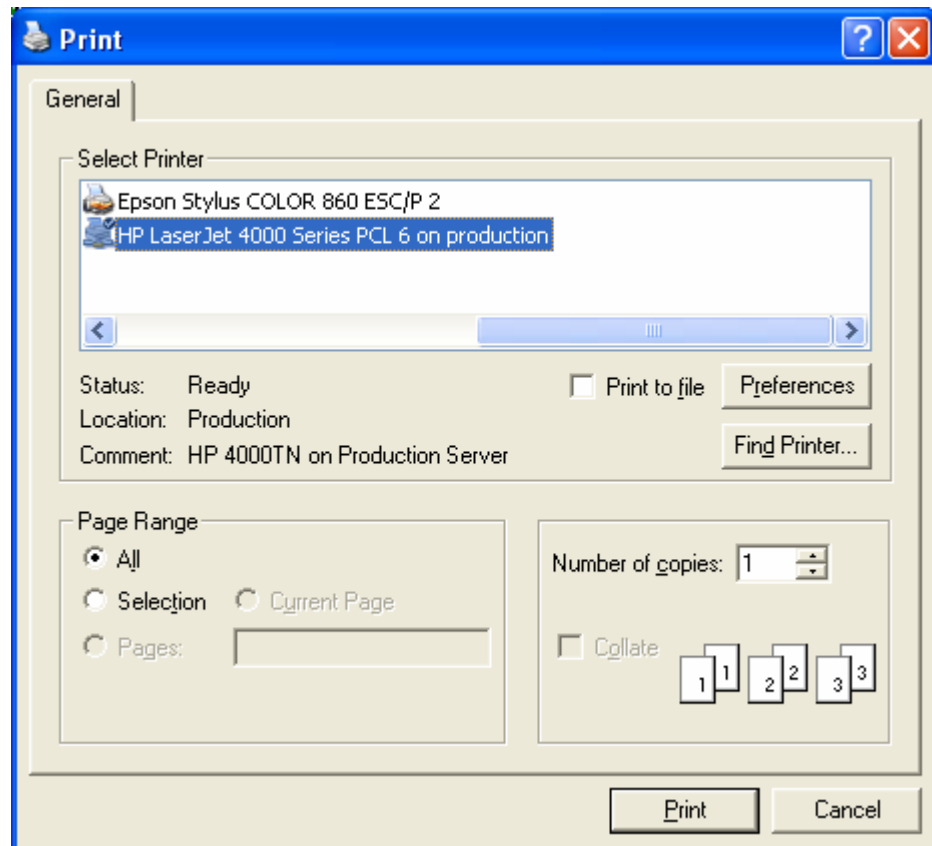 Print
General
Select Printer
Epson Stylus COLOR 860 ESC/P 2
HP LaserJet 4000 Series PCL 6 on production
Status: Ready
Print to file
Preferences
Location: Production
Comment: HP 4000TN on Production Server
Find Printer...
Page Range
All
Selection
Current Page
Pages:
Number of copies: 1
Collate
1 1 2 2 3 3
Print
Cancel